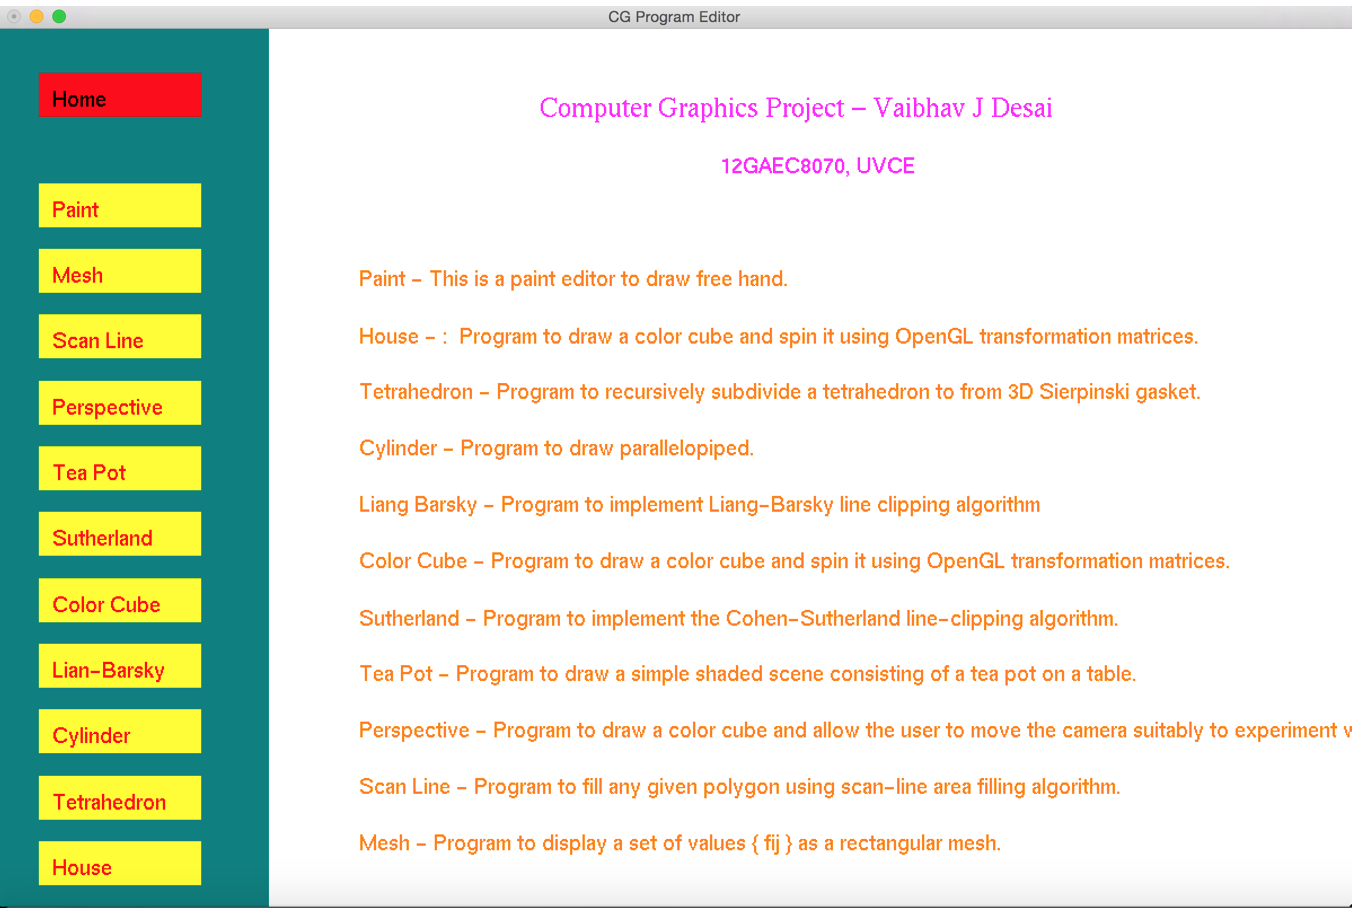 CG Program Editor
Home
Paint
Mesh
Scan Line
Perspective
Tea Pot
Sutherland
Color Cube
Lian-Barsky
Cylinder
Tetrahedron
House
Computer Graphics Project – Vaibhav J Desai
12GAEC8070, UVCE
Paint - This is a paint editor to draw free hand.
House - : Program to draw a color cube and spin it using OpenGL transformation matrices.
Tetrahedron - Program to recursively subdivide a tetrahedron to from 3D Sierpinski gasket.
Cylinder - Program to draw parallelopiped.
Liang Barsky - Program to implement Liang-Barsky line clipping algorithm
Color Cube - Program to draw a color cube and spin it using OpenGL transformation matrices.
Sutherland - Program to implement the Cohen-Sutherland line-clipping algorithm.
Tea Pot - Program to draw a simple shaded scene consisting of a tea pot on a table.
Perspective - Program to draw a color cube and allow the user to move the camera suitably to experiment
Scan Line - Program to fill any given polygon using scan-line area filling algorithm.
Mesh - Program to display a set of values { fij } as a rectangular mesh.